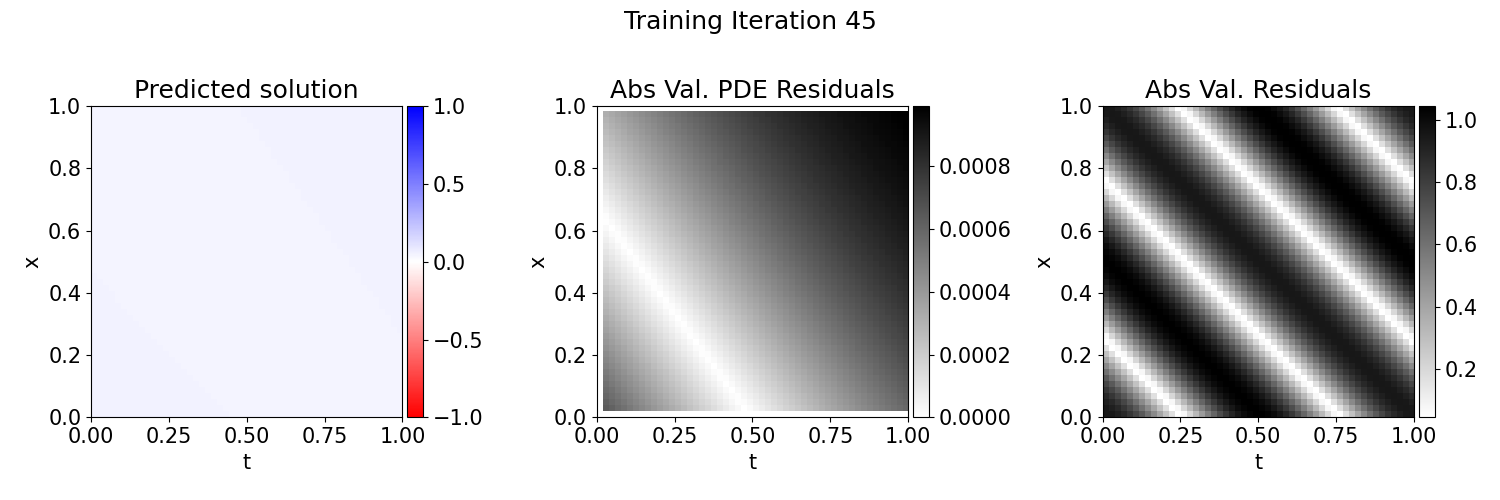 Training Iteration 45
Predicted solution
1.0
0.8
0.6
0.4
0.2
0.0
x
0.00 0.25 0.50 0.75 1.00
t
1.0
0.5
0.0
−0.5
−1.0
Abs Val. PDE Residuals
1.0
0.8
0.6
0.4
0.2
0.0
x
0.00 0.25 0.50 0.75 1.00
t
0.0008
0.0006
0.0004
0.0002
0.0000
Abs Val. Residuals
1.0
0.8
0.6
0.4
0.2
0.0
x
0.00 0.25 0.50 0.75 1.00
t
1.0
0.8
0.6
0.4
0.2